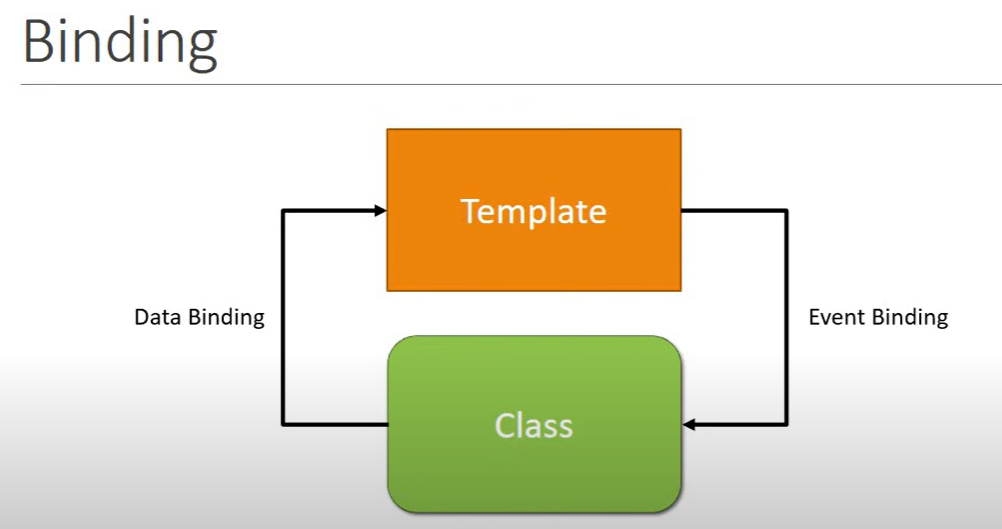 Binding
Template
Data Binding
Event Binding
Class